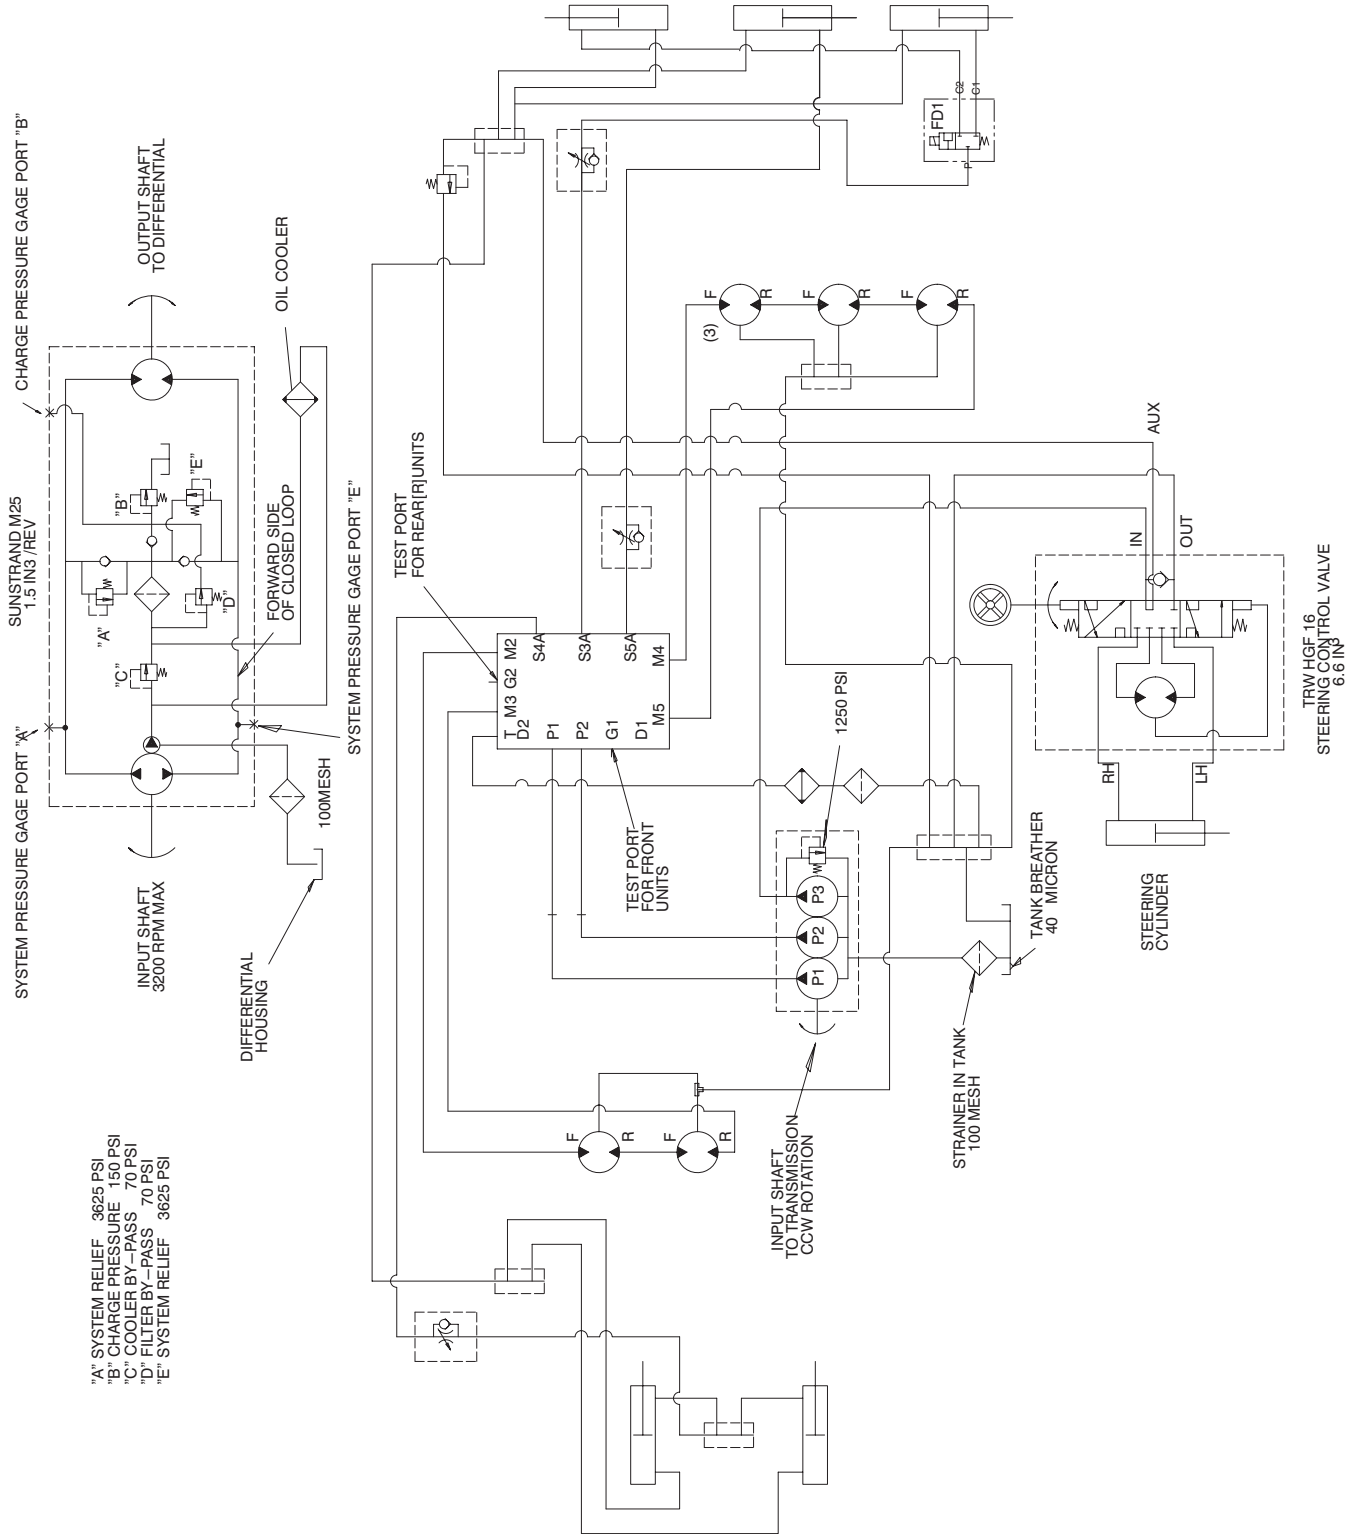 SUNSTRAND M25
1.5 IN3 /REV
CHARGE PRESSURE GAGE PORT "B"
SYSTEM PRESSURE GAGE PORT "A"
OUTPUT SHAFT
TO DIFFERENTIAL
OIL COOLER
"A"
"B"
"C"
"D"
"E"
FORWARD SIDE
OF CLOSED LOOP
SYSTEM PRESSURE GAGE PORT "E"
INPUT SHAFT
3200 RPM MAX
100MESH
DIFFERENTIAL
HOUSING
"A" SYSTEM RELIEF 3625 PSI
"B" CHARGE PRESSURE 150 PSI
"C" COOLER BY-PASS 70 PSI
"D" FILTER BY-PASS 70 PSI
"E" SYSTEM RELIEF 3625 PSI
TEST PORT
FOR REAR[R]UNITS
T
M3
G2
M2
D2
S4A
P1
P2
S3A
G1
D1
S5A
M5
M4
TEST PORT
FOR FRONT
UNITS
FD1
C2
C1
P
(3)
F
R
F
R
F
R
F
R
F
R
1250 PSI
P1
P2
P3
INPUT SHAFT
TO TRANSMISSION
CCW ROTATION
STRAINER IN TANK
100 MESH
TANK BREATHER
40 MICRON
AUX
IN
OUT
RH
LH
STEERING
CYLINDER
TRW HGF 16
STEERING CONTROL VALVE
6.6 IN3